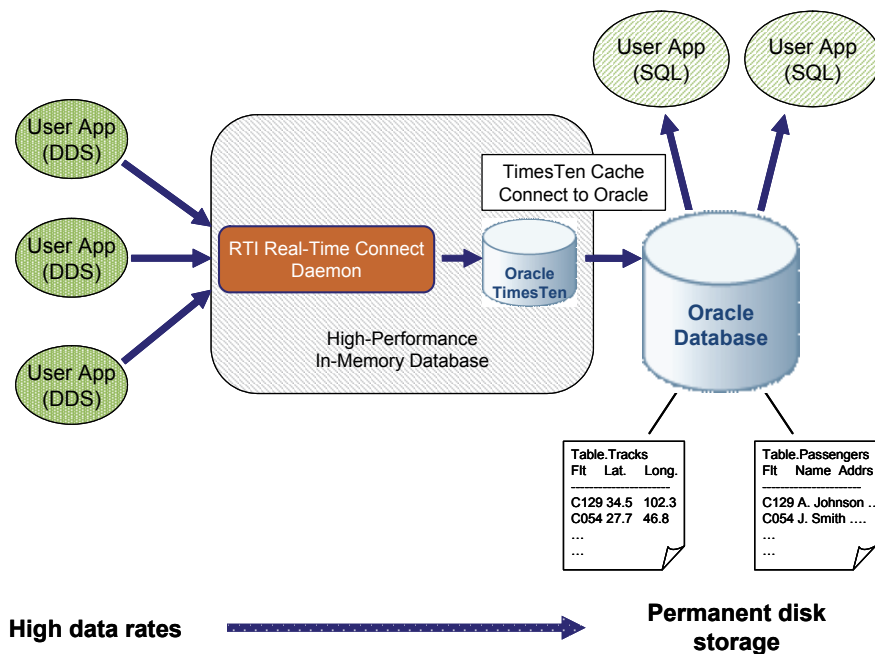 User App
(SQL)
User App
(SQL)
User App
(DDS)
User App
(DDS)
User App
(DDS)
TimesTen Cache
Connect to Oracle
RTI Real-Time Connect
Daemon
Oracle
TimesTen
High-Performance
In-Memory Database
Oracle
Database
Table.Tracks
Flt Lat. Long.
-----------------------
C129 34.5 102.3
C054 27.7 46.8
...
...
Table.Passengers
Flt Name Addrs
-----------------------
C129 A. Johnson ...
C054 J. Smith ....
...
...
High data rates
Permanent disk
storage